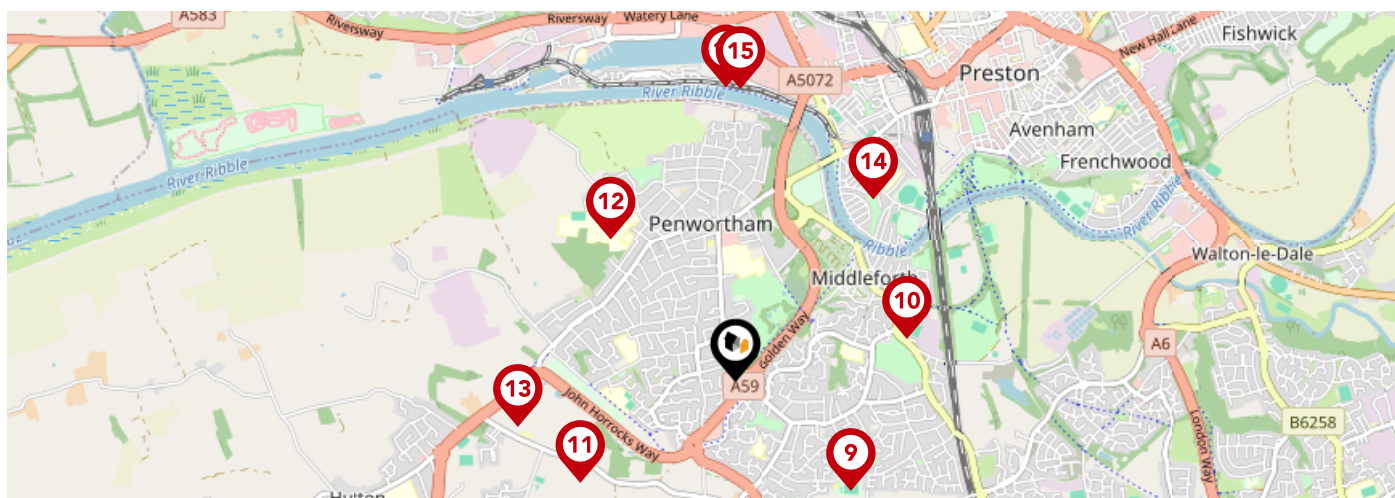 A583
Riversway
Riversway
Watery Lane
New Hall Lane
Fishwick
15
A5072
Preston
River Ribble
Avenham
14
Frenchwood
River Ribble
12
River Ribble
Penwortham
Ribble
Walton-le-Dale
Middleforth
10
Golden Way
A6
13
A59
John Horrocks Way
11
9
London Way
B6258
Hutton